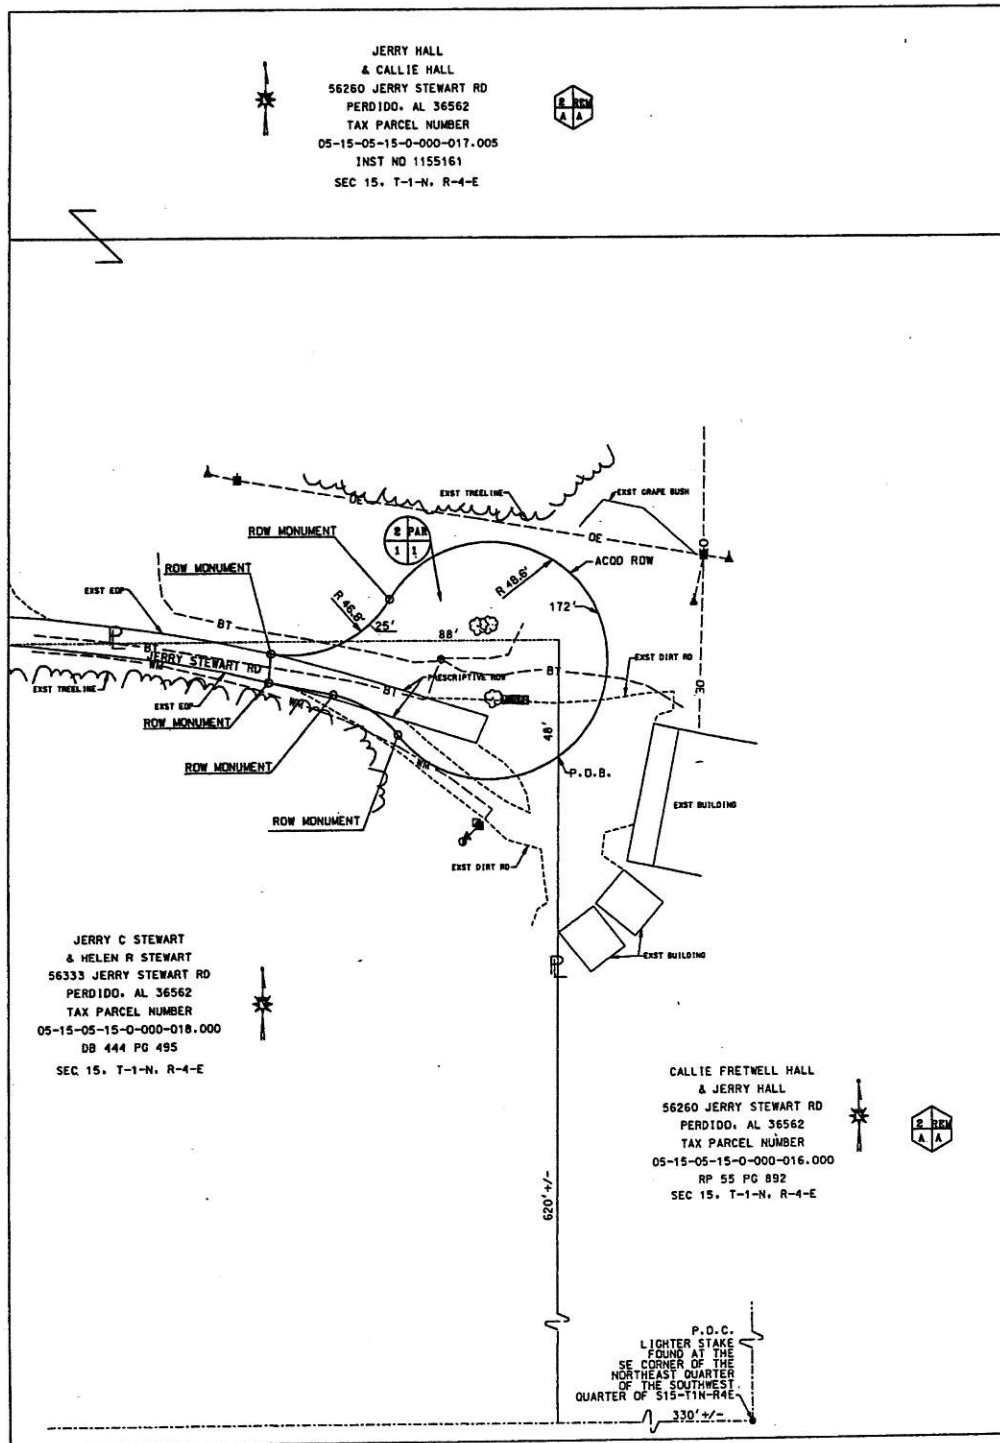 JERRY HALL
& CALLIE HALL
56260 JERRY STEWART RD
PERDIDO, AL 36562
TAX PARCEL NUMBER
05-15-05-15-0-000-017.005
INST NO 1155161
SEC 15, T-1-N, R-4-E
2 REM
A A
EXST TREELINE
OE
EXST GRAPE BUSH
ROW MONUMENT
2 PAR
1 1
OE
ACQD ROW
ROW MONUMENT
R 46.8'
R 48.6'
EXST EOP
25'
172'
BT
88'
PL
BT
JERRY STEWART RD
WM
EXST DIRT RD
BT
PRESCRIPTIVE ROW
BT
EXST TREELINE
EXST EOP
WM
OE
ROW MONUMENT
48'
ROW MONUMENT
WM
P.O.B.
EXST BUILDING
ROW MONUMENT
EXST DIRT RD
JERRY C STEWART
& HELEN R STEWART
56333 JERRY STEWART RD
PERDIDO, AL 36562
TAX PARCEL NUMBER
05-15-05-15-0-000-018.000
DB 444 PG 495
SEC 15, T-1-N, R-4-E
EXST BUILDING
PL
CALLIE FRETWELL HALL
& JERRY HALL
56260 JERRY STEWART RD
PERDIDO, AL 36562
TAX PARCEL NUMBER
05-15-05-15-0-000-016.000
RP 55 PG 892
SEC 15, T-1-N, R-4-E
2 REM
A A
620'+/-
P.O.C.
LIGHTER STAKE
FOUND AT THE
SE CORNER OF THE
NORTHEAST QUARTER
OF THE SOUTHWEST
QUARTER OF S15-T1N-R4E
330'+/-